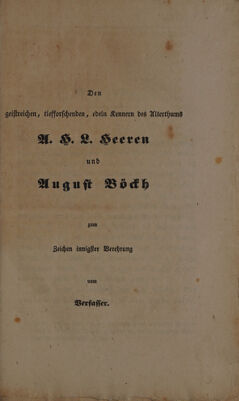 Den
geistreichen, tiefforschenden, edeln Kennern des Alterthums
A. H. L. Heeren
und
August Böckh
zum
Zeichen innigster Verehrung
vom
Verfasser.